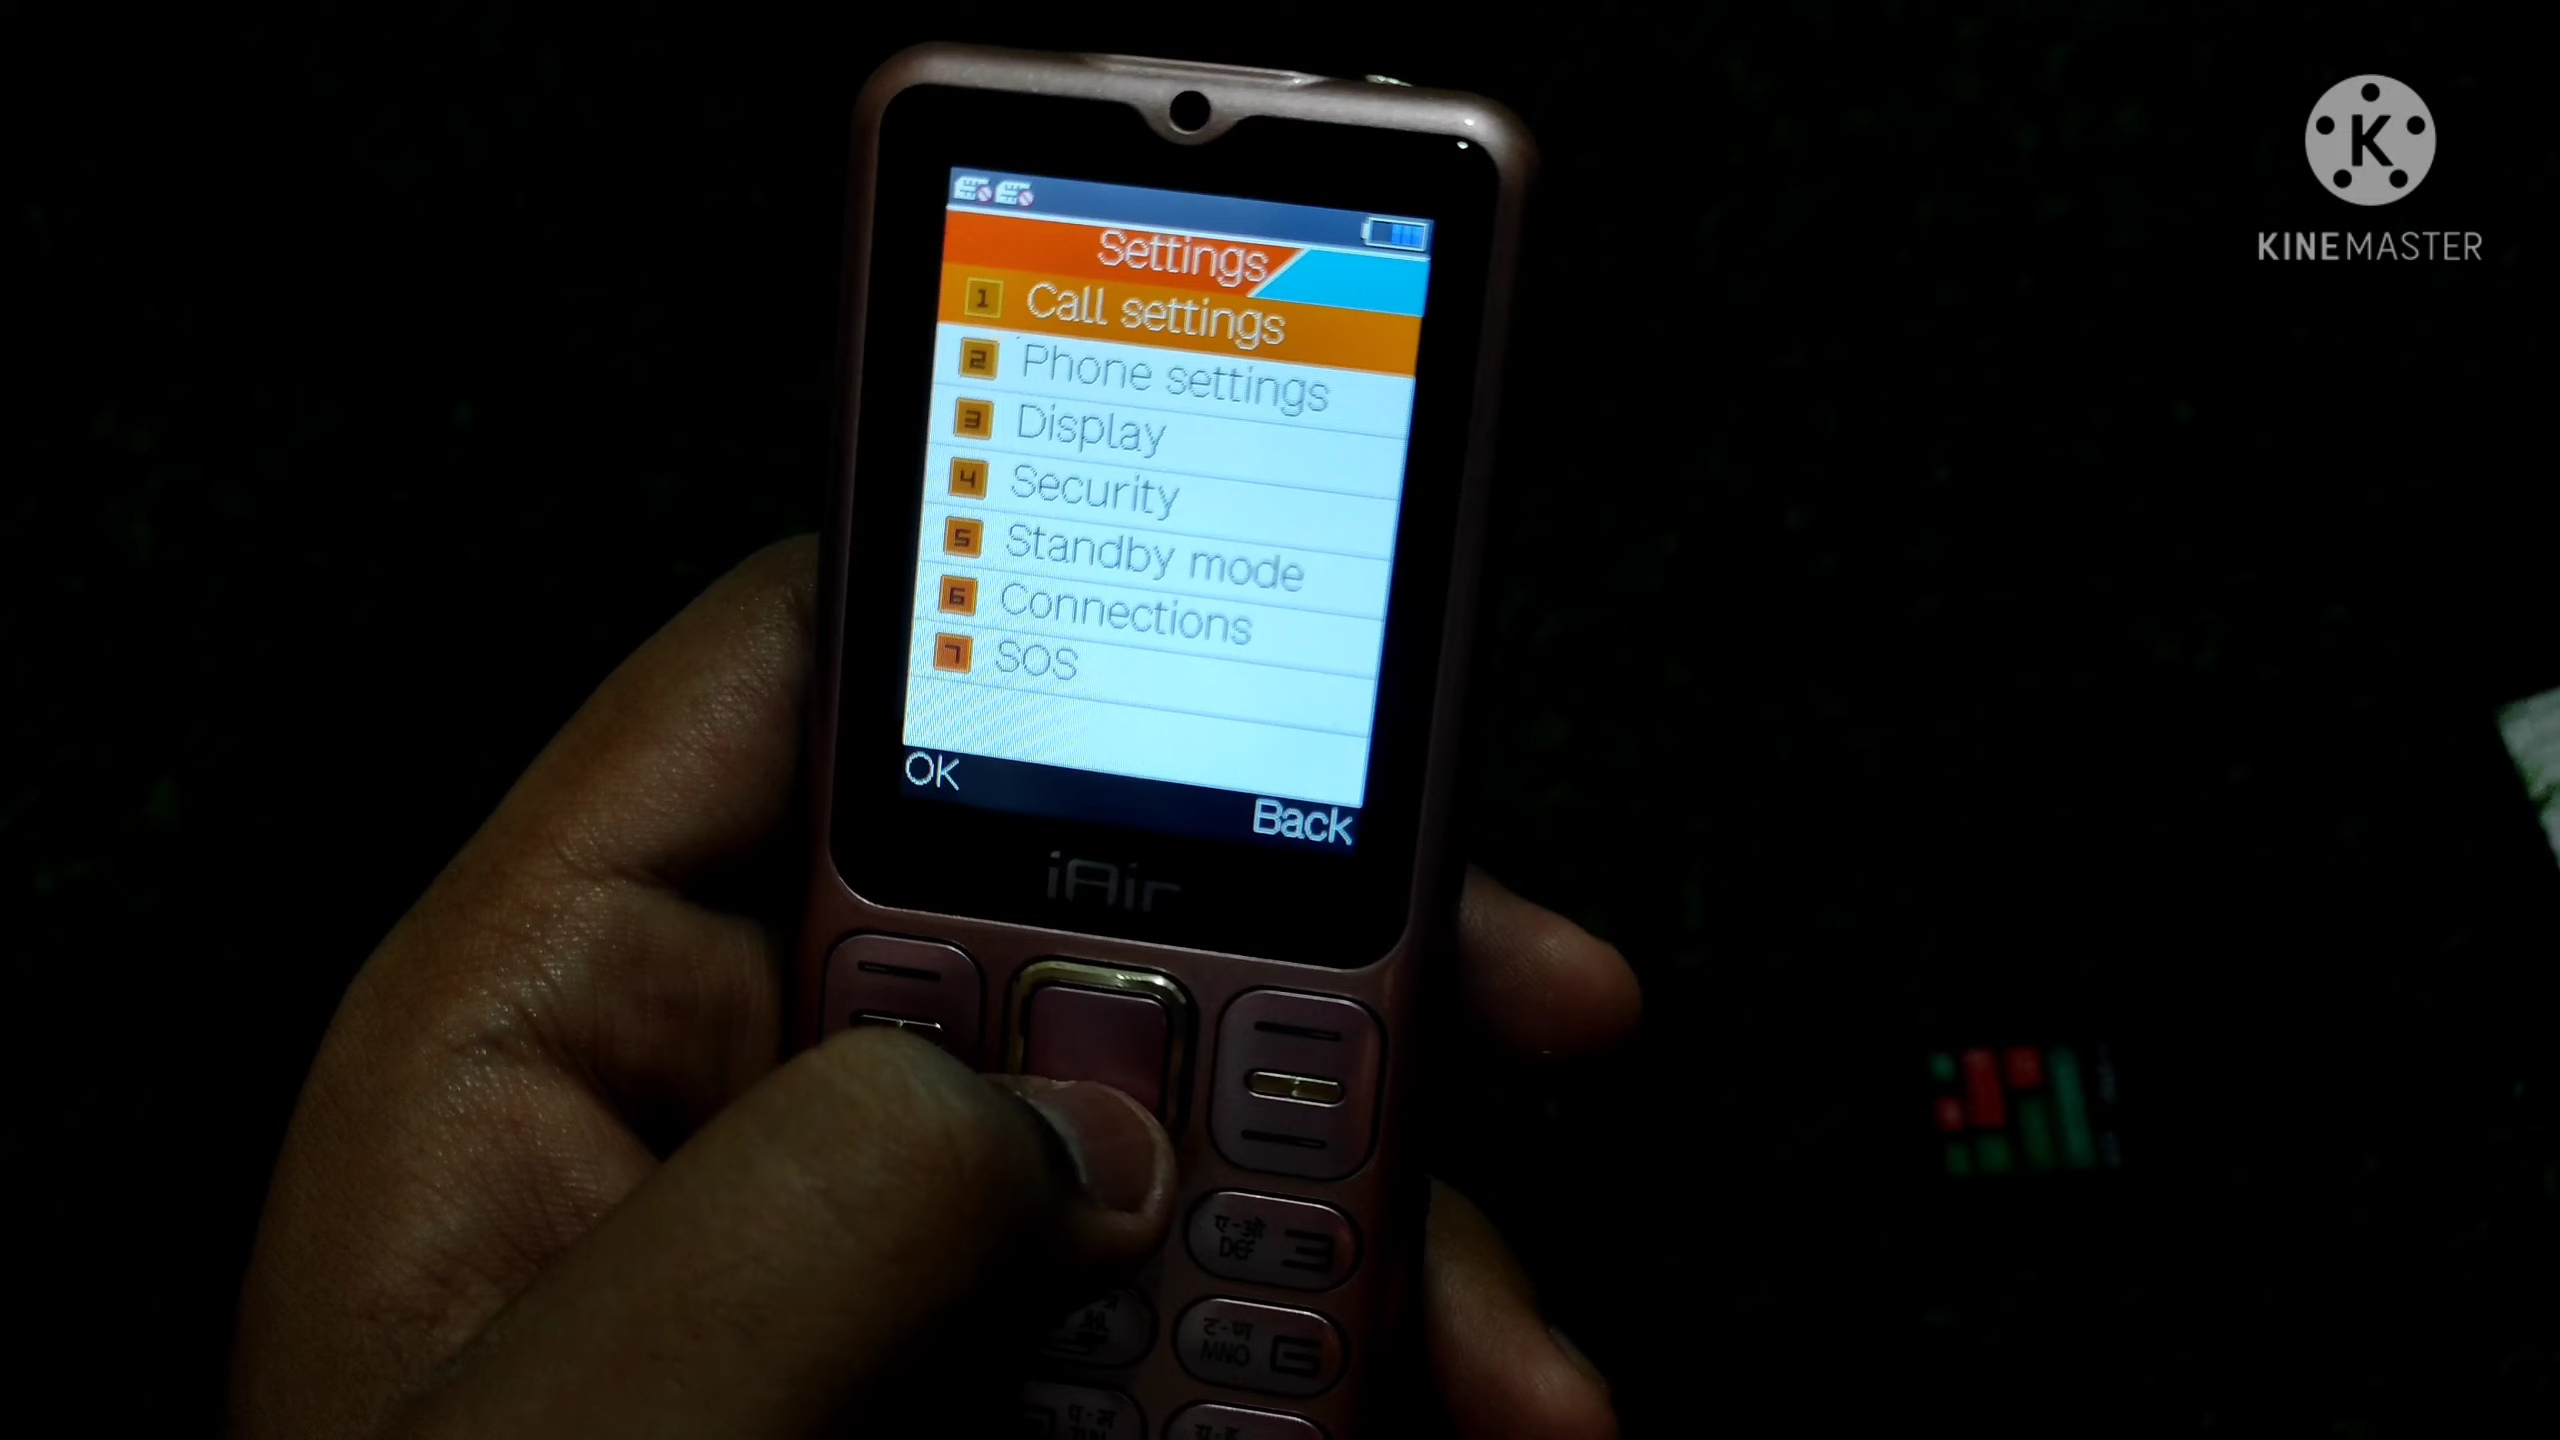 K
KINEMASTER
Settings
1 Call settings
2 Phone settings
3 Display
4 Security
5 Standby mode
6 Connections
7 SOS
OK
Back
iAir
ए-ओ
DEF 3
ट-ण
MNO 6
प-म